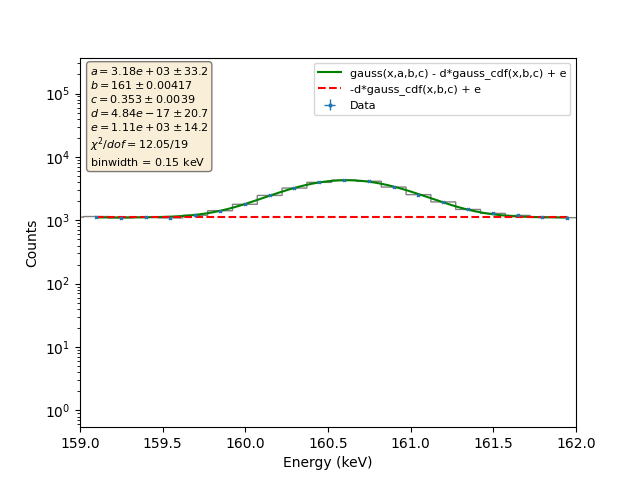 a = 3.18e + 03 ± 33.2
b = 161 ± 0.00417
c = 0.353 ± 0.0039
d = 4.84e − 17 ± 20.7
e = 1.11e + 03 ± 14.2
χ²/dof = 12.05/19
binwidth = 0.15 keV
gauss(x,a,b,c) - d*gauss_cdf(x,b,c) + e
-d*gauss_cdf(x,b,c) + e
Data
10⁵
10⁴
10³
10²
10¹
10⁰
Counts
159.0 159.5 160.0 160.5 161.0 161.5 162.0
Energy (keV)